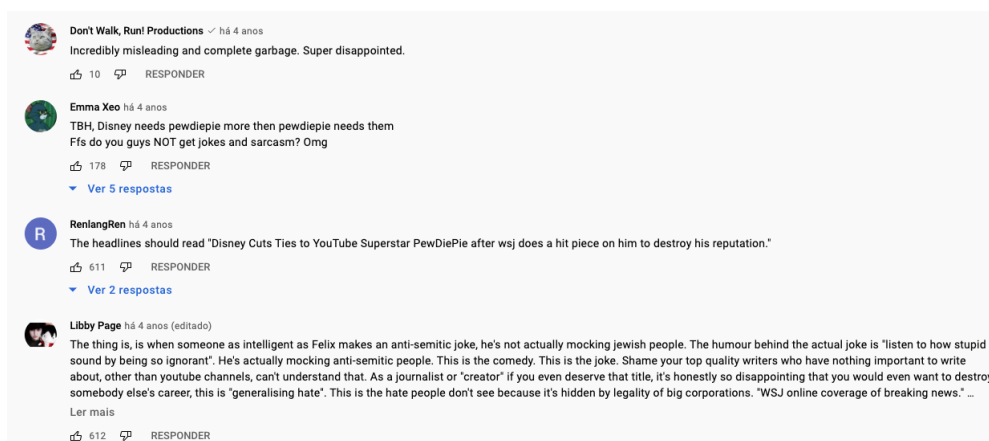 Don't Walk, Run! Productions há 4 anos
Incredibly misleading and complete garbage. Super disappointed.
10 RESPONDER
Emma Xeo há 4 anos
TBH, Disney needs pewdiepie more then pewdiepie needs them
Ffs do you guys NOT get jokes and sarcasm? Omg
178 RESPONDER
Ver 5 respostas
R
RenlangRen há 4 anos
The headlines should read "Disney Cuts Ties to YouTube Superstar PewDiePie after wsj does a hit piece on him to destroy his reputation."
611 RESPONDER
Ver 2 respostas
Libby Page há 4 anos (editado)
The thing is, is when someone as intelligent as Felix makes an anti-semitic joke, he's not actually mocking jewish people. The humour behind the actual joke is "listen to how stupid
sound by being so ignorant". He's actually mocking anti-semitic people. This is the comedy. This is the joke. Shame your top quality writers who have nothing important to write
about, other than youtube channels, can't understand that. As a journalist or "creator" if you even deserve that title, it's honestly so disappointing that you would even want to destroy
somebody else's career, this is "generalising hate". This is the hate people don't see because it's hidden by legality of big corporations. "WSJ online coverage of breaking news." ...
Ler mais
612 RESPONDER